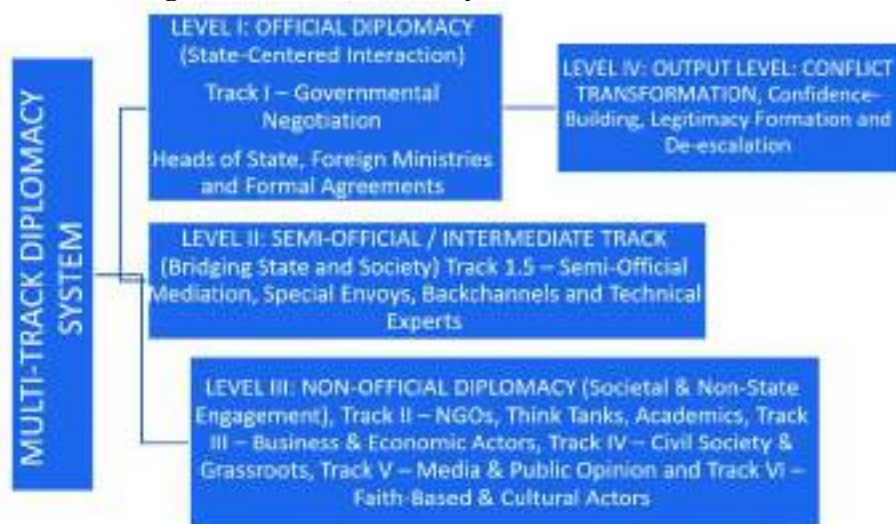 MULTI-TRACK DIPLOMACY
SYSTEM
LEVEL I: OFFICIAL DIPLOMACY
(State-Centered Interaction)
Track I – Governmental
Negotiation
Heads of State, Foreign Ministries
and Formal Agreements
LEVEL IV: OUTPUT LEVEL: CONFLICT
TRANSFORMATION, Confidence-
Building, Legitimacy Formation and
De-escalation
LEVEL II: SEMI-OFFICIAL / INTERMEDIATE TRACK
(Bridging State and Society) Track 1.5 – Semi-Official
Mediation, Special Envoys, Backchannels and Technical
Experts
LEVEL III: NON-OFFICIAL DIPLOMACY (Societal & Non-State
Engagement), Track II – NGOs, Think Tanks, Academics, Track
III – Business & Economic Actors, Track IV – Civil Society &
Grassroots, Track V – Media & Public Opinion and Track VI –
Faith-Based & Cultural Actors